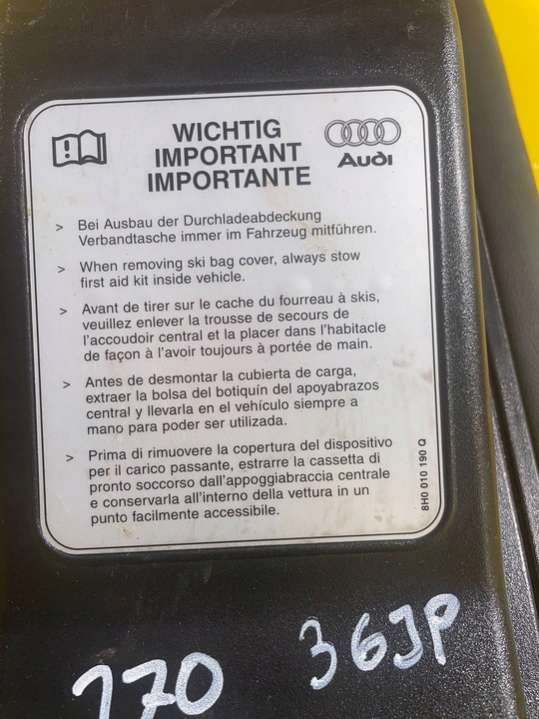 WICHTIG
IMPORTANT
IMPORTANTE
Audi
> Bei Ausbau der Durchladeabdeckung
Verbandtasche immer im Fahrzeug mitführen.
> When removing ski bag cover, always stow
first aid kit inside vehicle.
> Avant de tirer sur le cache du fourreau à skis,
veuillez enlever la trousse de secours de
l'accoudoir central et la placer dans l'habitacle
de façon à l'avoir toujours à portée de main.
> Antes de desmontar la cubierta de carga,
extraer la bolsa del botiquín del apoyabrazos
central y llevarla en el vehículo siempre a
mano para poder ser utilizada.
> Prima di rimuovere la copertura del dispositivo
per il carico passante, estrarre la cassetta di
pronto soccorso dall'appoggiabraccia centrale
e conservarla all'interno della vettura in un
punto facilmente accessibile.
8H0 010 190 Q
170 36JP